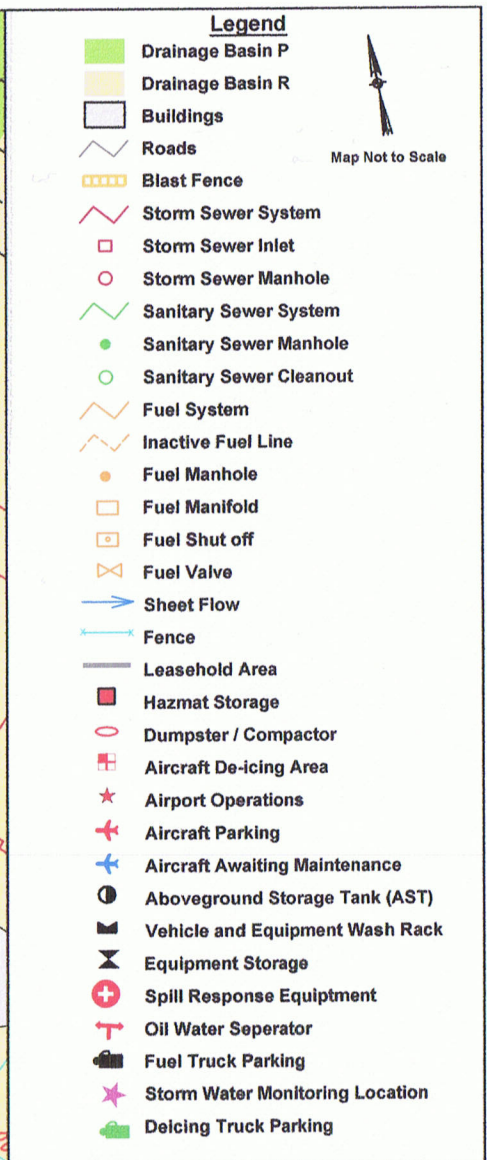 Legend
Drainage Basin P
Drainage Basin R
Buildings
Roads
Map Not to Scale
Blast Fence
Storm Sewer System
Storm Sewer Inlet
Storm Sewer Manhole
Sanitary Sewer System
Sanitary Sewer Manhole
Sanitary Sewer Cleanout
Fuel System
Inactive Fuel Line
Fuel Manhole
Fuel Manifold
Fuel Shut off
Fuel Valve
Sheet Flow
Fence
Leasehold Area
Hazmat Storage
Dumpster / Compactor
Aircraft De-icing Area
Airport Operations
Aircraft Parking
Aircraft Awaiting Maintenance
Aboveground Storage Tank (AST)
Vehicle and Equipment Wash Rack
Equipment Storage
Spill Response Equiptment
Oil Water Seperator
Fuel Truck Parking
Storm Water Monitoring Location
Deicing Truck Parking